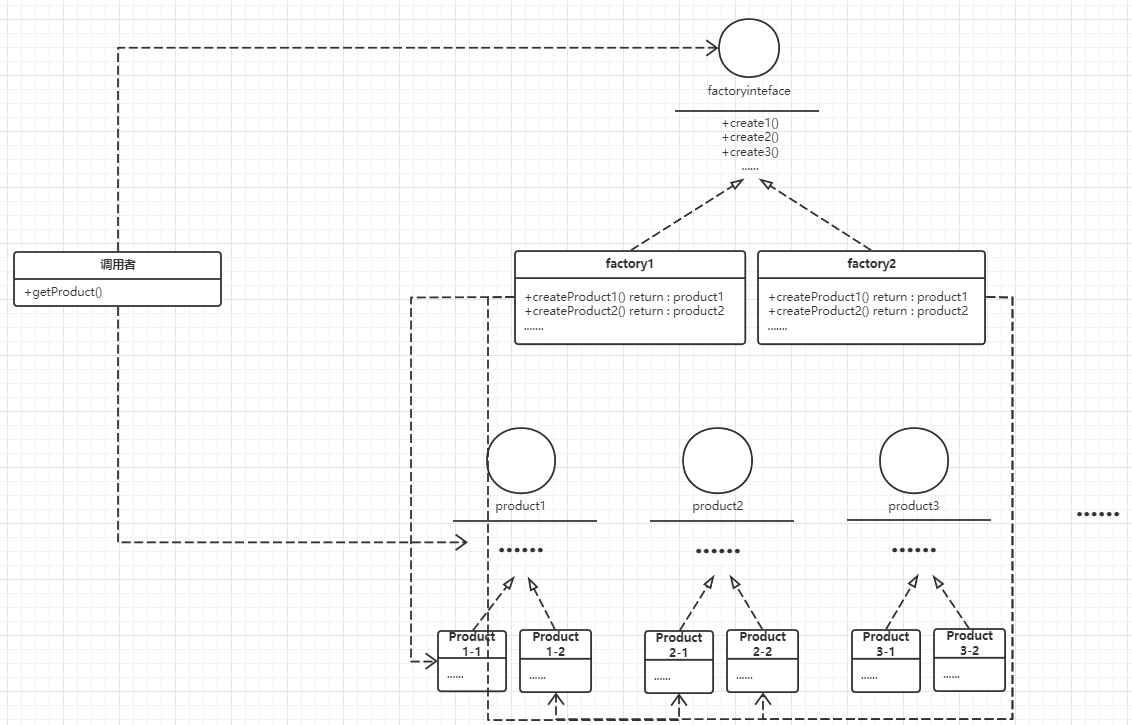 factoryinteface
+create1()
+create2()
+create3()
......
调用者
+getProduct()
factory1
+createProduct1() return : product1
+createProduct2() return : product2
.......
factory2
+createProduct1() return : product1
+createProduct2() return : product2
.......
product1
......
product2
......
product3
......
......
Product
1-1
......
Product
1-2
......
Product
2-1
......
Product
2-2
......
Product
3-1
......
Product
3-2
......